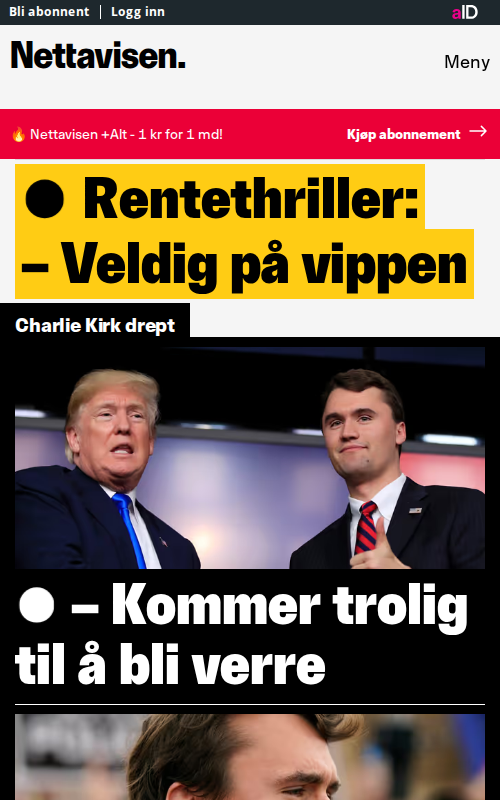 Bli abonnent | Logg inn
aID
Nettavisen.
Meny
🔥 Nettavisen +Alt - 1 kr for 1 md!
Kjøp abonnement →
● Rentethriller:
– Veldig på vippen
Charlie Kirk drept
● – Kommer trolig
til å bli verre